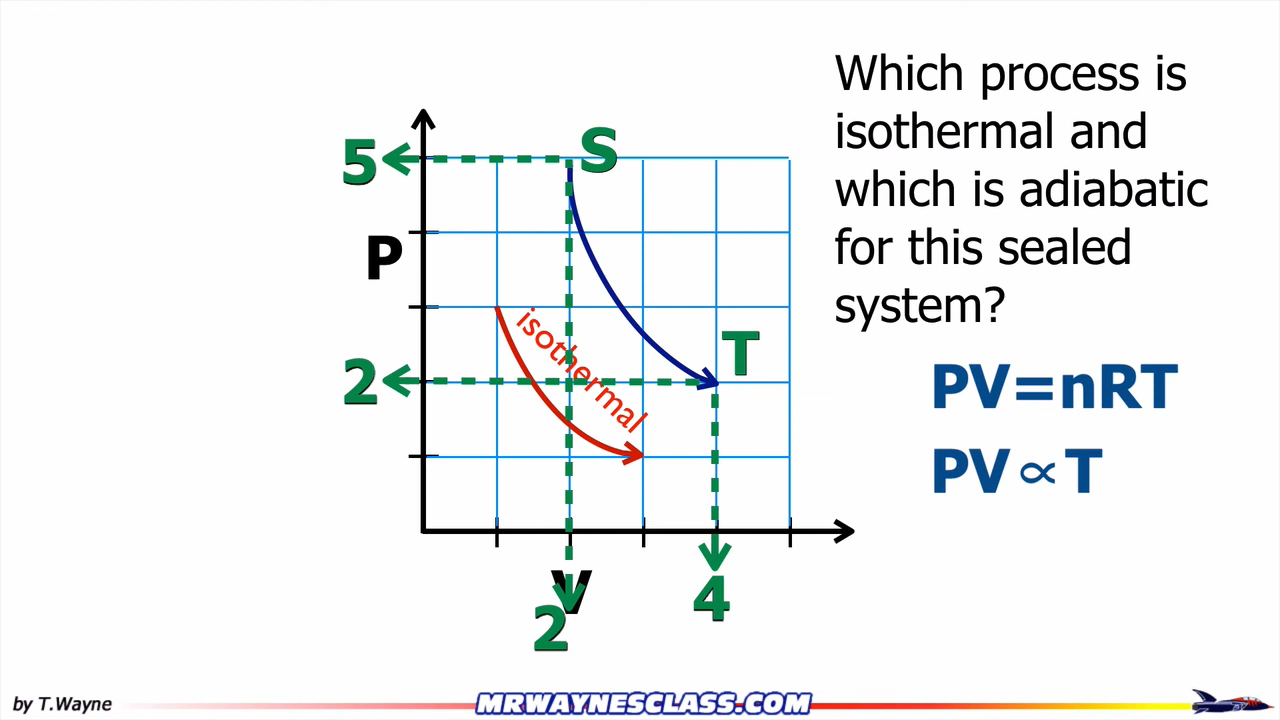 Which process is
isothermal and
which is adiabatic
for this sealed
system?
PV=nRT
PV∝T
5
S
P
isothermal
T
2
V
2
4
by T.Wayne
MRWAYNESCLASS.COM